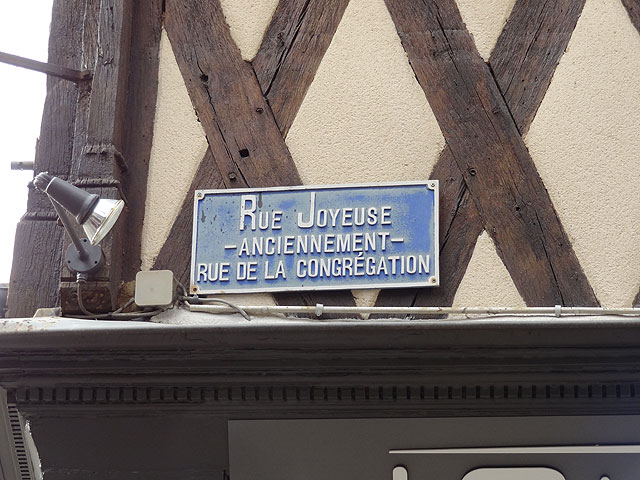 RUE JOYEUSE
-ANCIENNEMENT-
RUE DE LA CONGRÉGATION